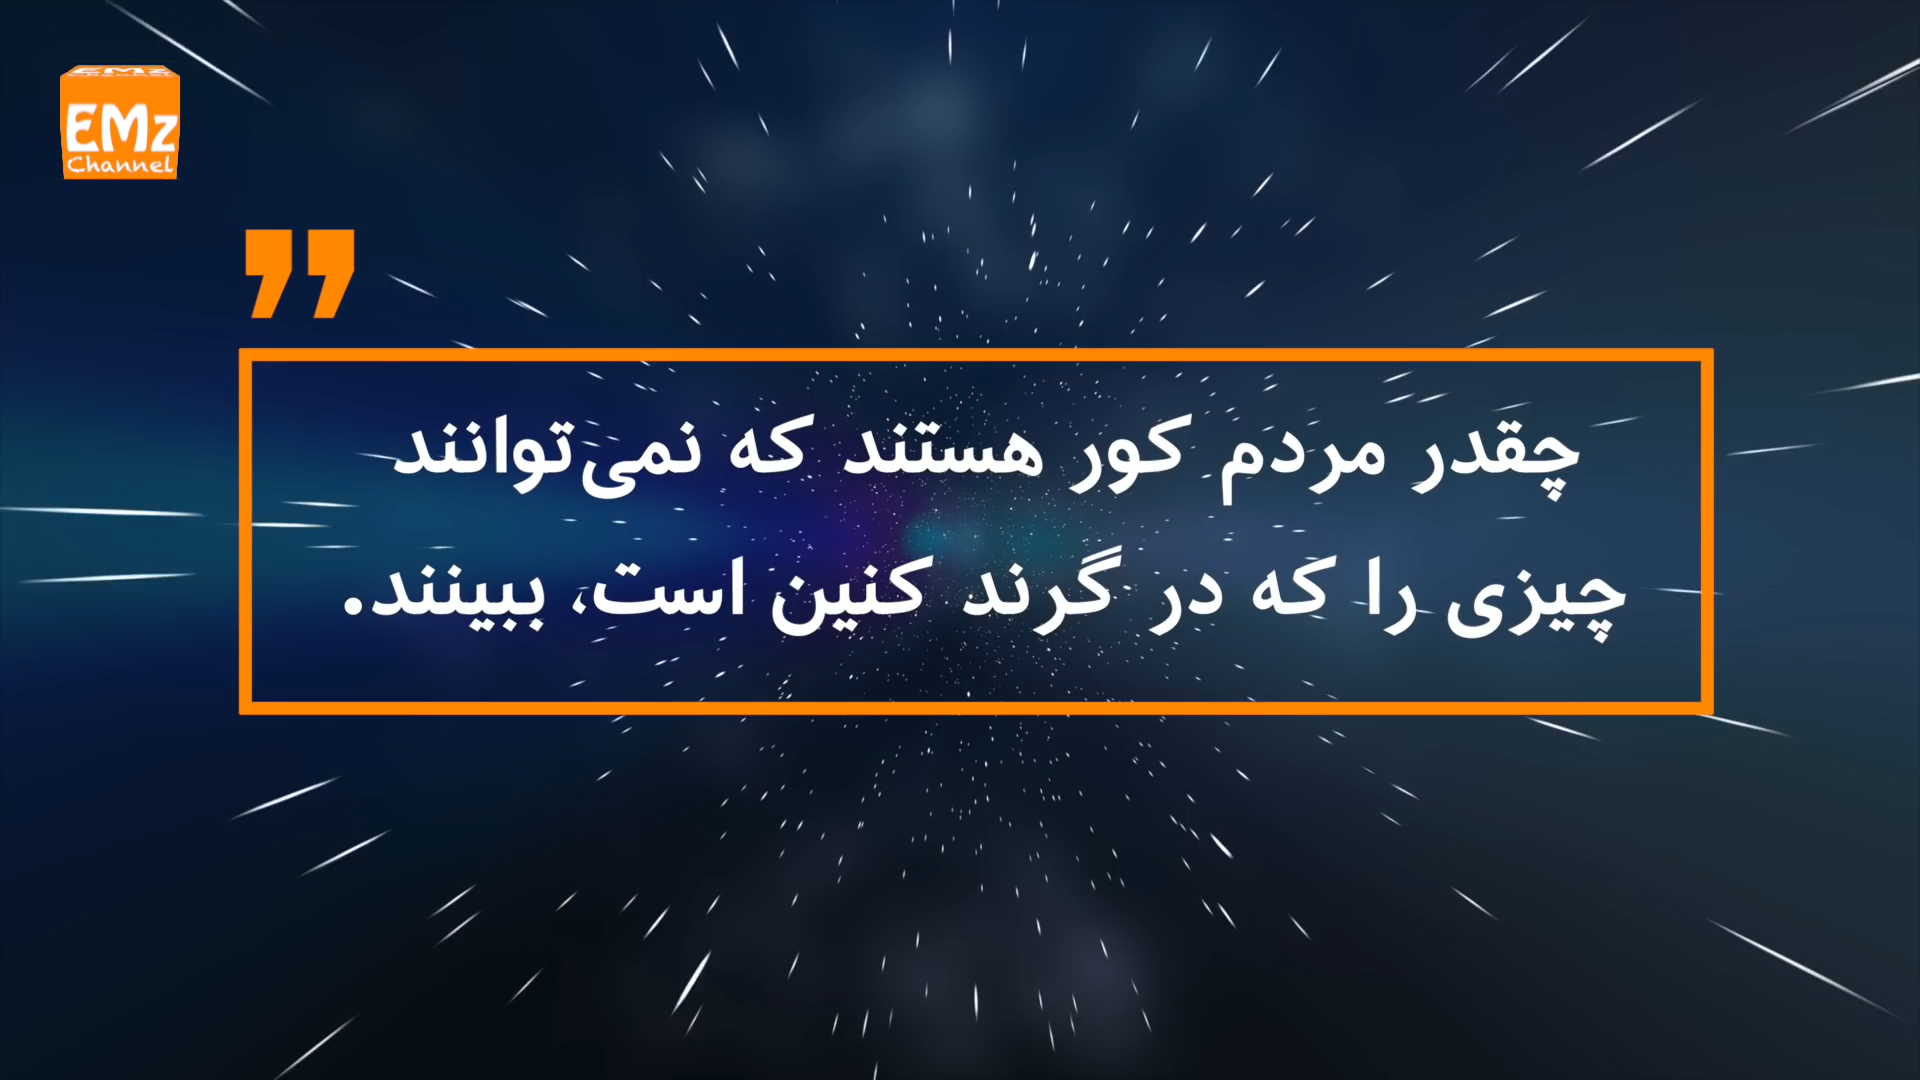 EMz
Channel
چقدر مردم کور هستند که نمی‌توانند
چیزی را که در گرند کنین است، ببینند.